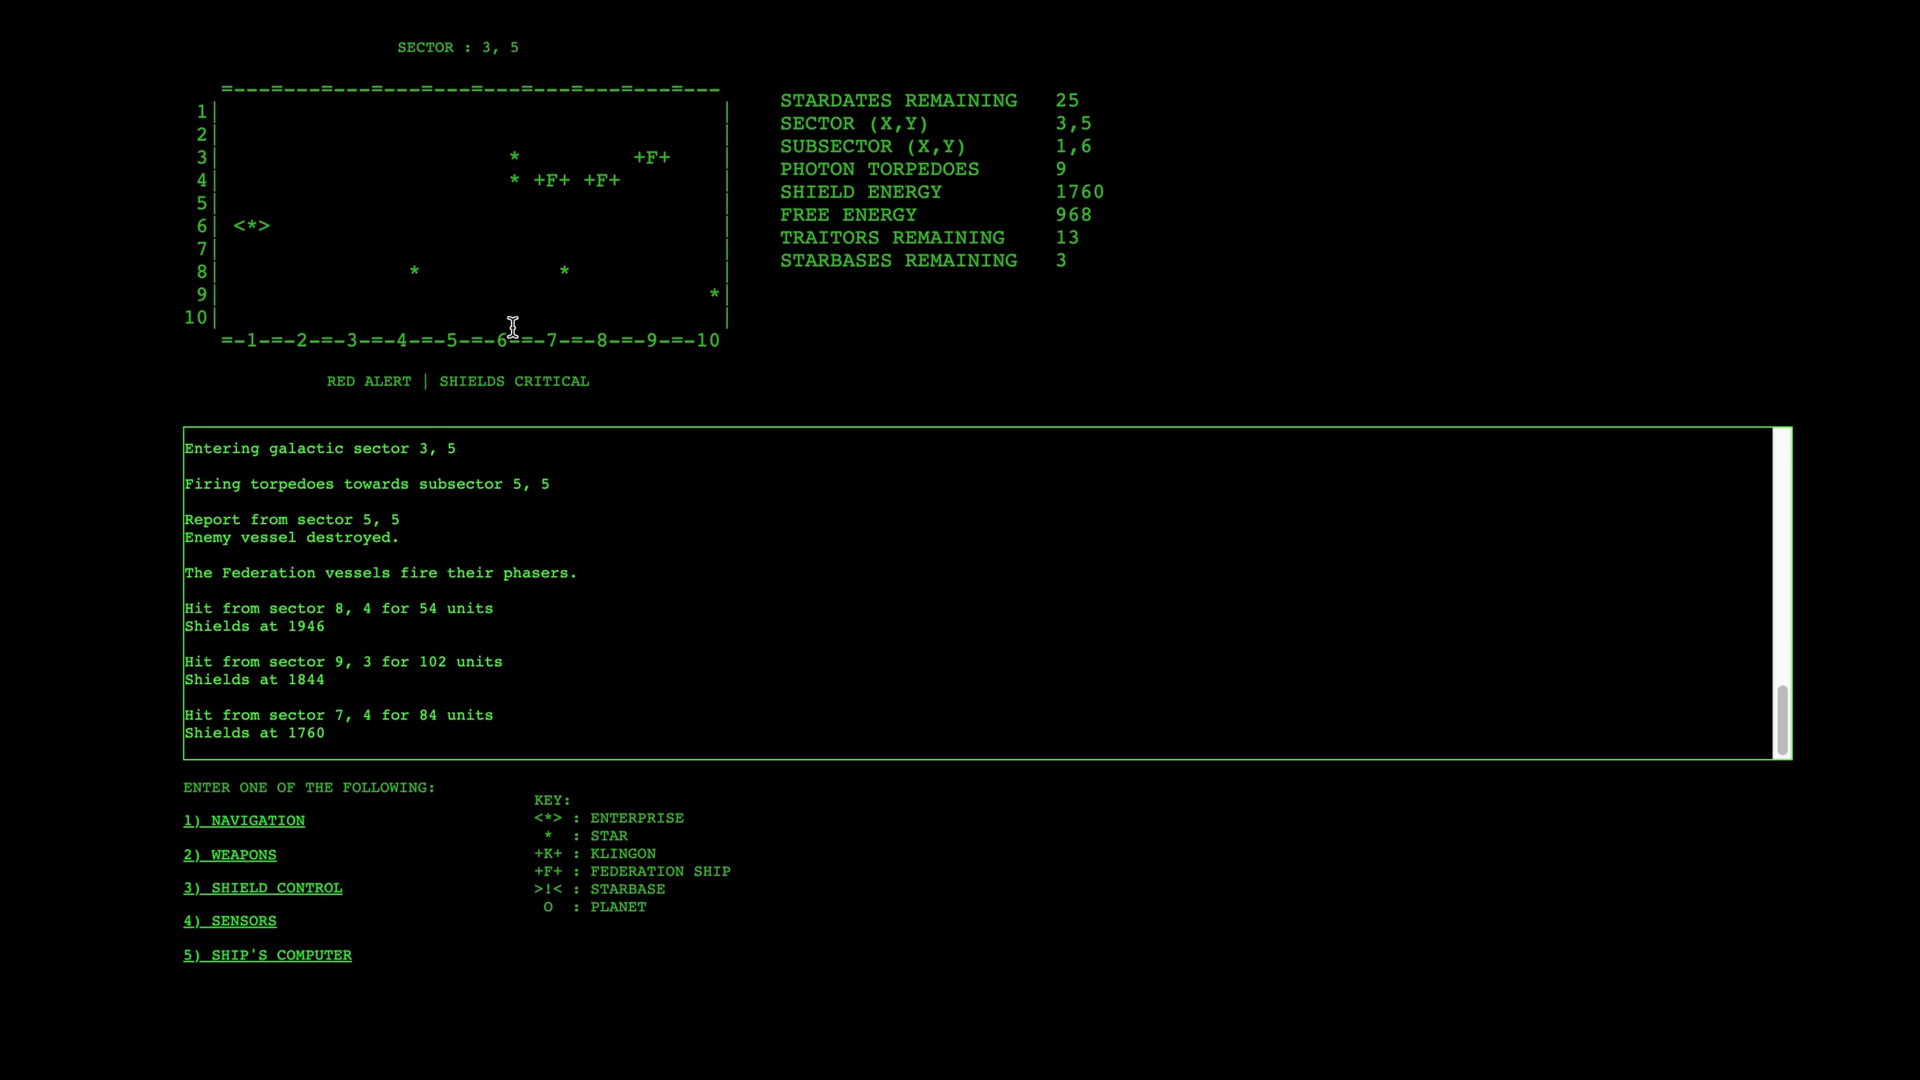 SECTOR : 3, 5
=---=---=---=---=---=---=---=---=---=---
1| |
2| |
3| * +F+ |
4| * +F+ +F+ |
5| |
6| <*> |
7| |
8| * * |
9| *|
10| |
=-1-=-2-=-3-=-4-=-5-=-6-=-7-=-8-=-9-=-10
RED ALERT | SHIELDS CRITICAL
STARDATES REMAINING 25
SECTOR (X,Y) 3,5
SUBSECTOR (X,Y) 1,6
PHOTON TORPEDOES 9
SHIELD ENERGY 1760
FREE ENERGY 968
TRAITORS REMAINING 13
STARBASES REMAINING 3
Entering galactic sector 3, 5
Firing torpedoes towards subsector 5, 5
Report from sector 5, 5
Enemy vessel destroyed.
The Federation vessels fire their phasers.
Hit from sector 8, 4 for 54 units
Shields at 1946
Hit from sector 9, 3 for 102 units
Shields at 1844
Hit from sector 7, 4 for 84 units
Shields at 1760
ENTER ONE OF THE FOLLOWING:
1) NAVIGATION
2) WEAPONS
3) SHIELD CONTROL
4) SENSORS
5) SHIP'S COMPUTER
KEY:
<*> : ENTERPRISE
* : STAR
+K+ : KLINGON
+F+ : FEDERATION SHIP
>!< : STARBASE
O : PLANET